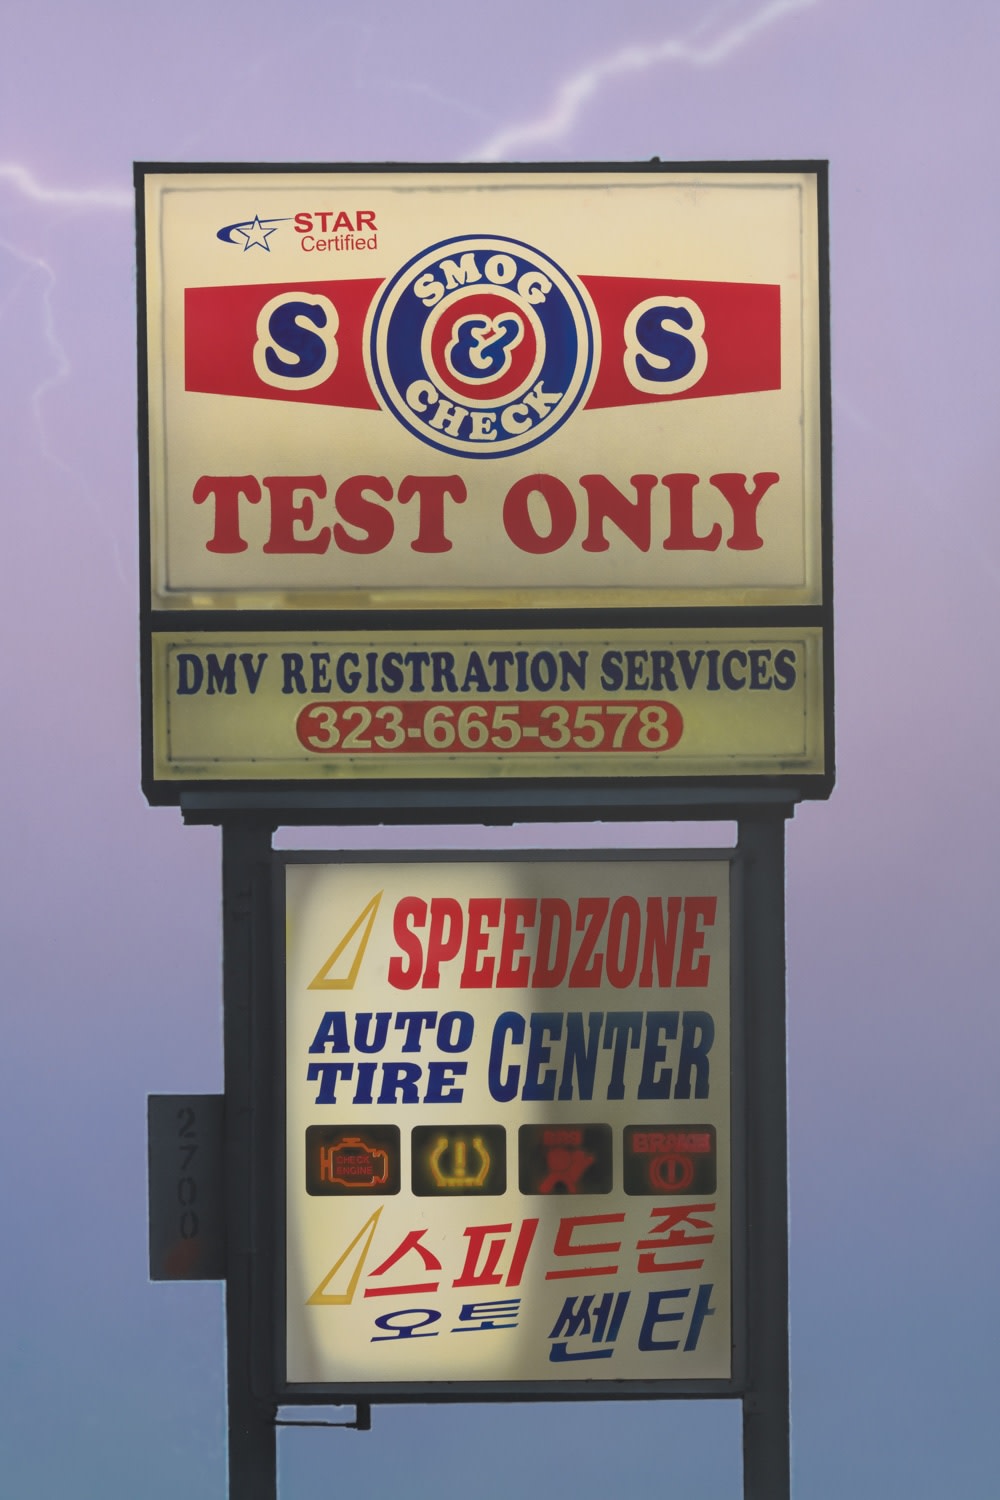 STAR
Certified
S SMOG & CHECK S
TEST ONLY
DMV REGISTRATION SERVICES
323-665-3578
SPEEDZONE
AUTO TIRE CENTER
CHECK ENGINE
BRAKE
2700
스피드존
오토 쎈타